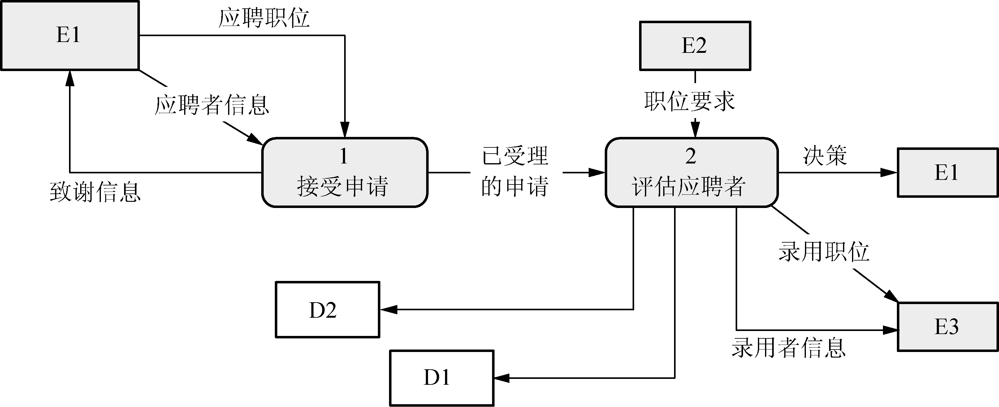 应聘职位
E1
E2
职位要求
应聘者信息
1
接受申请
已受理
的申请
2
评估应聘者
决策
E1
致谢信息
录用职位
D2
E3
录用者信息
D1